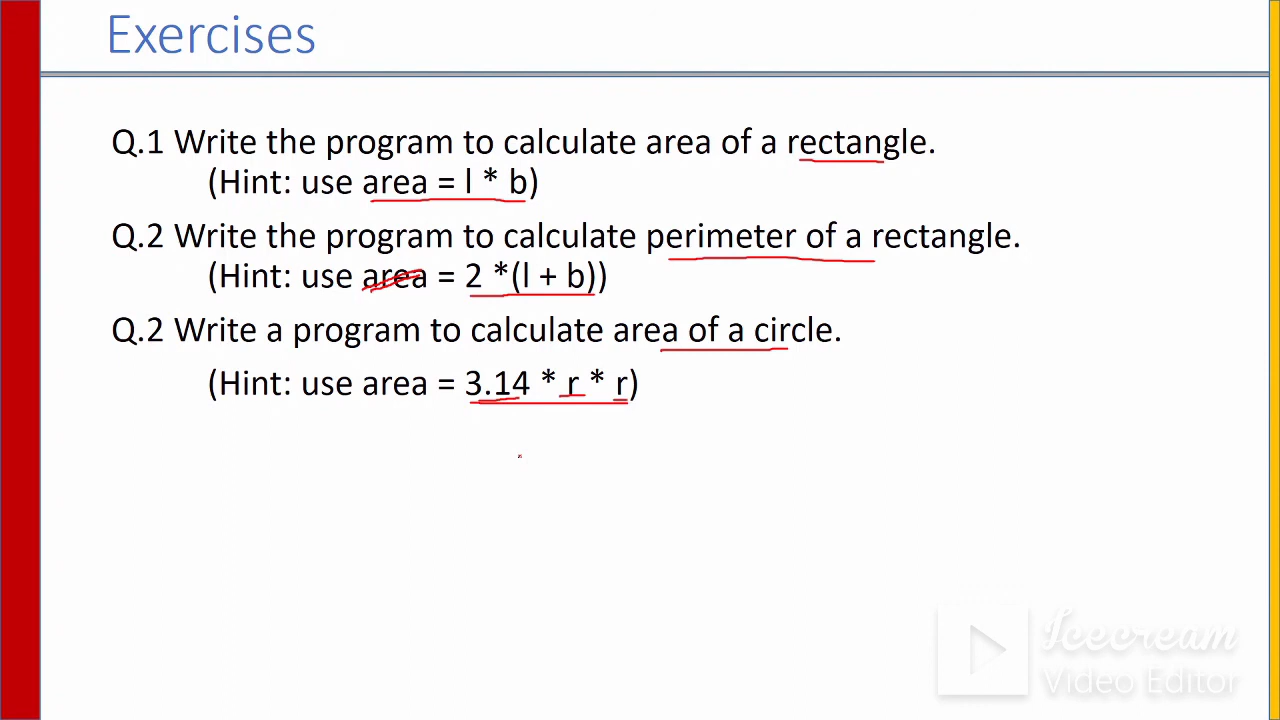 Exercises
Q.1 Write the program to calculate area of a rectangle.
(Hint: use area = l * b)
Q.2 Write the program to calculate perimeter of a rectangle.
(Hint: use area = 2 *(l + b))
Q.2 Write a program to calculate area of a circle.
(Hint: use area = 3.14 * r * r)
Icecream
Video Editor